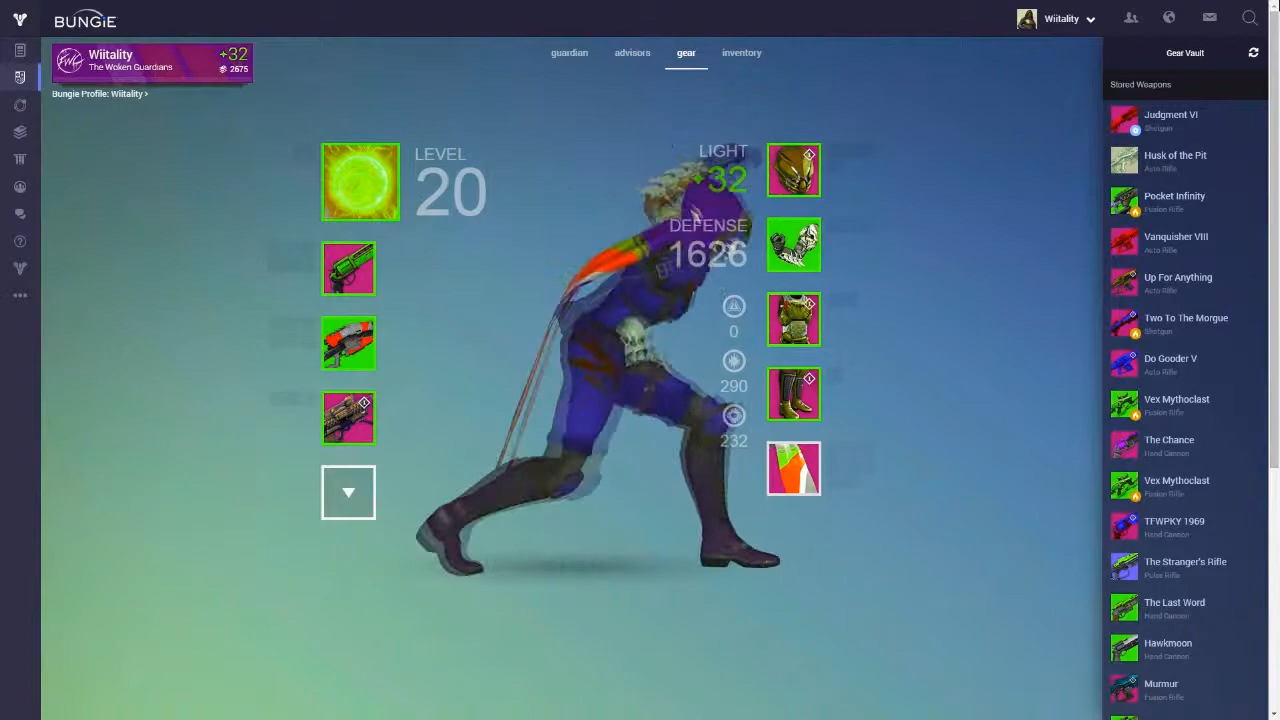 BUNGiE
Wiitality
Wiitality
The Woken Guardians
+32
2675
Bungie Profile: Wiitality >
guardian
advisors
gear
inventory
LEVEL
20
LIGHT
+32
DEFENSE
1626
0
290
232
Gear Vault
Stored Weapons
Judgment VI
Shotgun
Husk of the Pit
Auto Rifle
Pocket Infinity
Fusion Rifle
Vanquisher VIII
Auto Rifle
Up For Anything
Auto Rifle
Two To The Morgue
Shotgun
Do Gooder V
Auto Rifle
Vex Mythoclast
Fusion Rifle
The Chance
Hand Cannon
Vex Mythoclast
Fusion Rifle
TFWPKY 1969
Hand Cannon
The Stranger's Rifle
Pulse Rifle
The Last Word
Hand Cannon
Hawkmoon
Hand Cannon
Murmur
Fusion Rifle